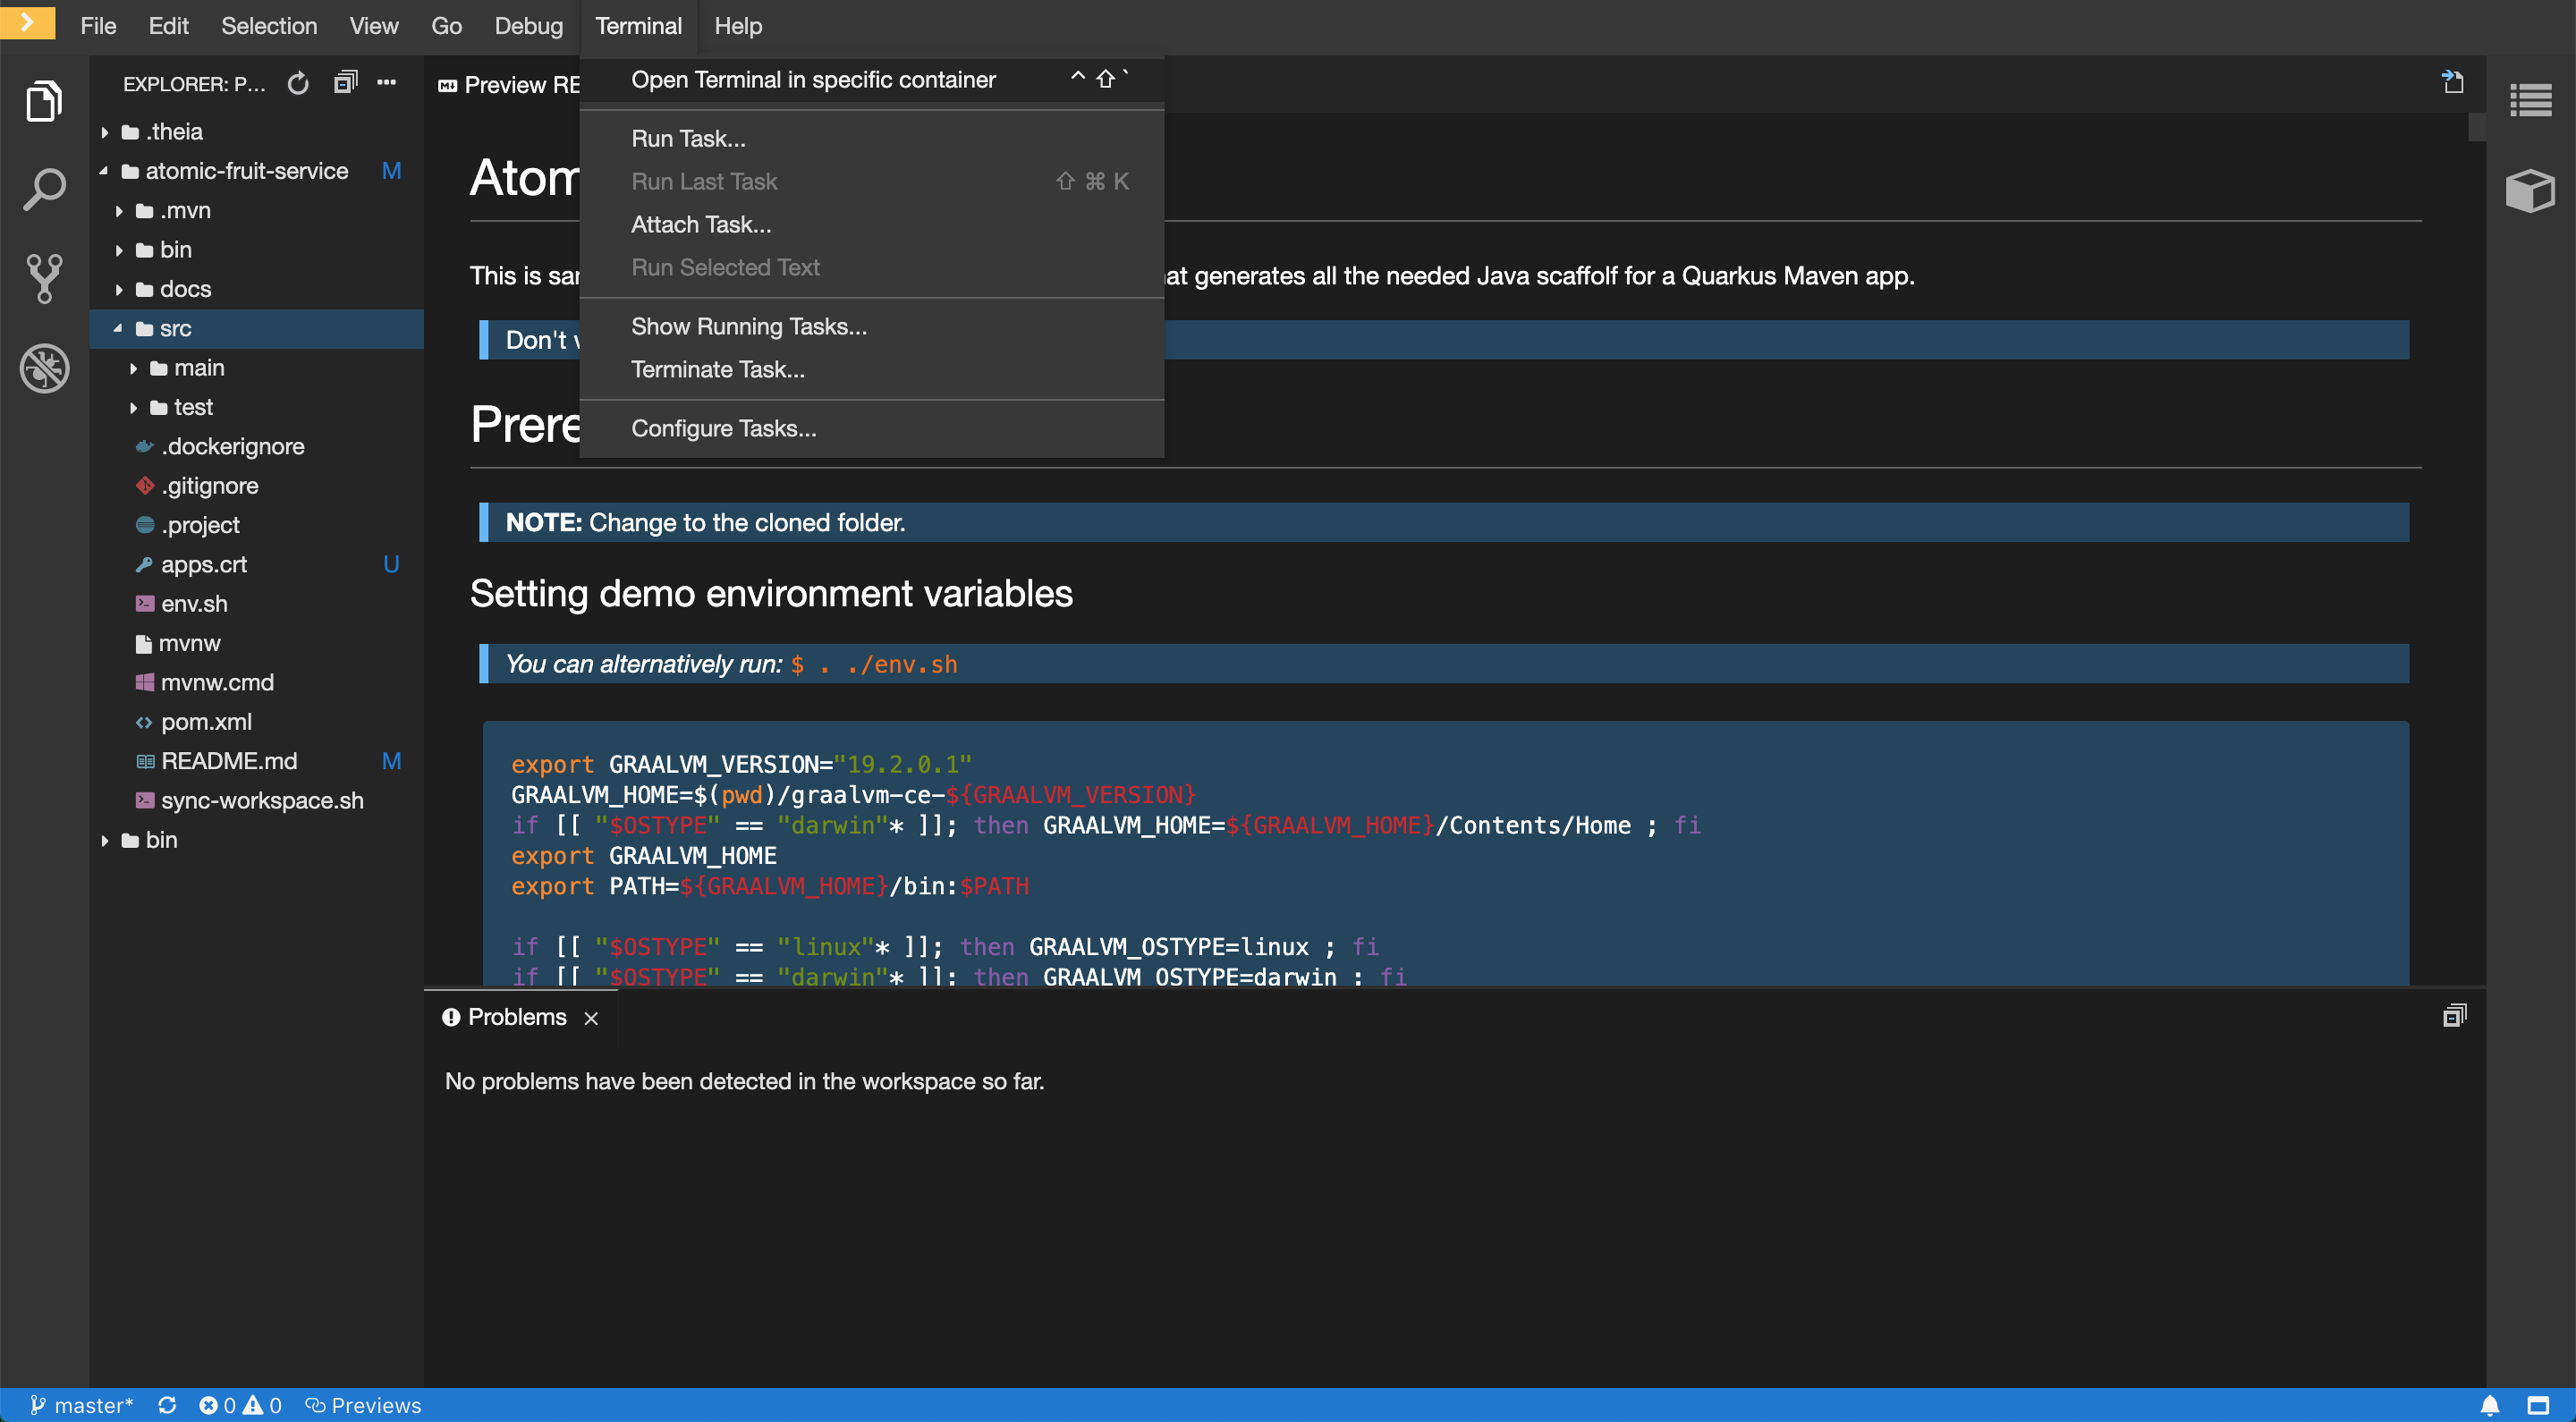 File Edit Selection View Go Debug Terminal Help
EXPLORER: P...
.theia
atomic-fruit-service M
.mvn
bin
docs
src
main
test
.dockerignore
.gitignore
.project
apps.crt U
env.sh
mvnw
mvnw.cmd
pom.xml
README.md M
sync-workspace.sh
bin
Preview RE
Open Terminal in specific container ^⇧`
Run Task...
Run Last Task ⇧⌘K
Attach Task...
Run Selected Text
Show Running Tasks...
Terminate Task...
Configure Tasks...
Atom
This is sa at generates all the needed Java scaffolf for a Quarkus Maven app.
Don't
Prere
NOTE: Change to the cloned folder.
Setting demo environment variables
You can alternatively run: $ . ./env.sh
export GRAALVM_VERSION="19.2.0.1"
GRAALVM_HOME=$(pwd)/graalvm-ce-${GRAALVM_VERSION}
if [[ "$OSTYPE" == "darwin"* ]]; then GRAALVM_HOME=${GRAALVM_HOME}/Contents/Home ; fi
export GRAALVM_HOME
export PATH=${GRAALVM_HOME}/bin:$PATH
if [[ "$OSTYPE" == "linux"* ]]; then GRAALVM_OSTYPE=linux ; fi
if [[ "$OSTYPE" == "darwin"* ]]; then GRAALVM_OSTYPE=darwin ; fi
Problems
No problems have been detected in the workspace so far.
master* 0 0 Previews